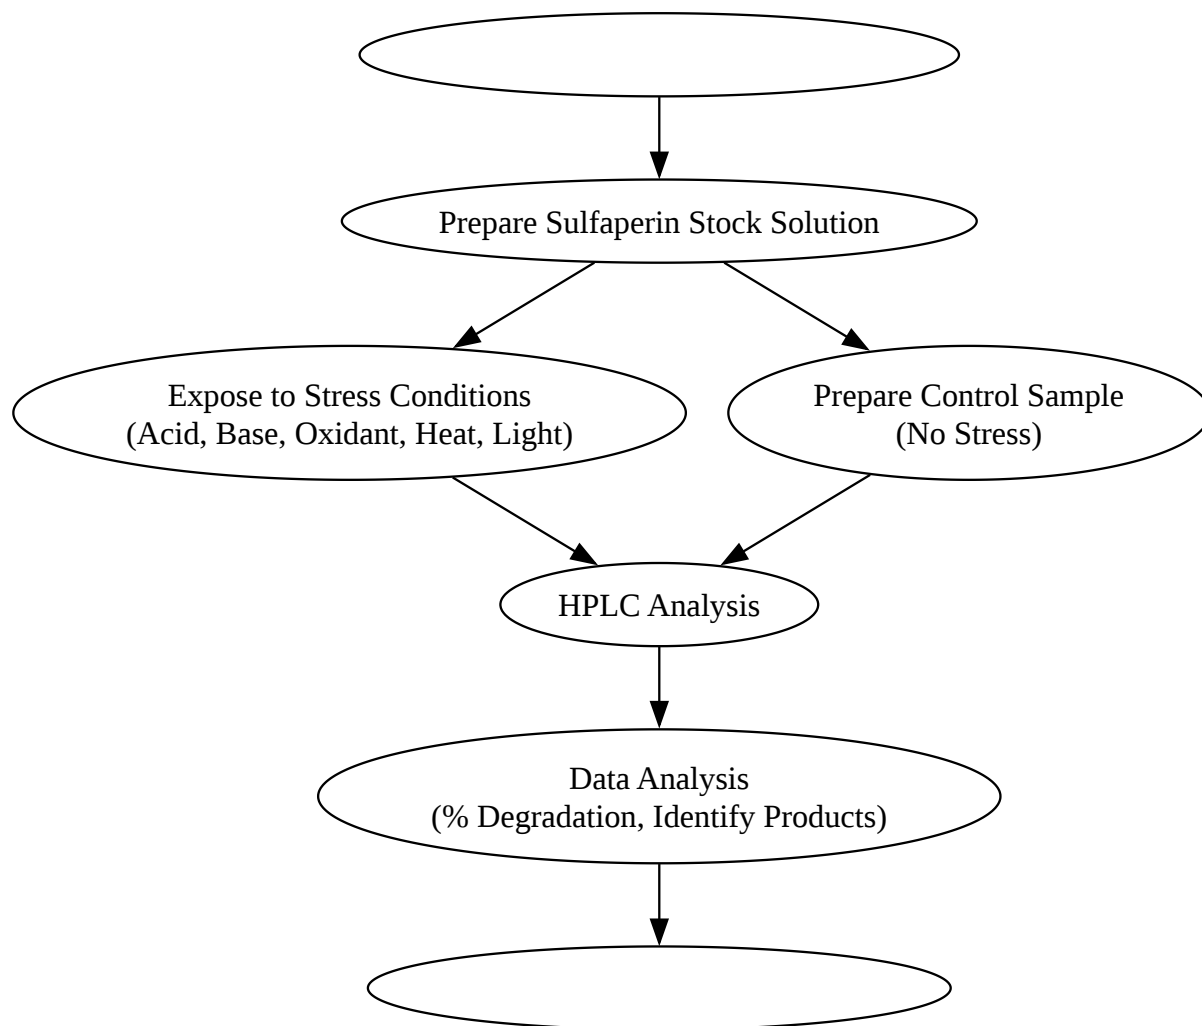 Prepare Sulfaperin Stock Solution
Expose to Stress Conditions
(Acid, Base, Oxidant, Heat, Light)
Prepare Control Sample
(No Stress)
HPLC Analysis
Data Analysis
(% Degradation, Identify Products)